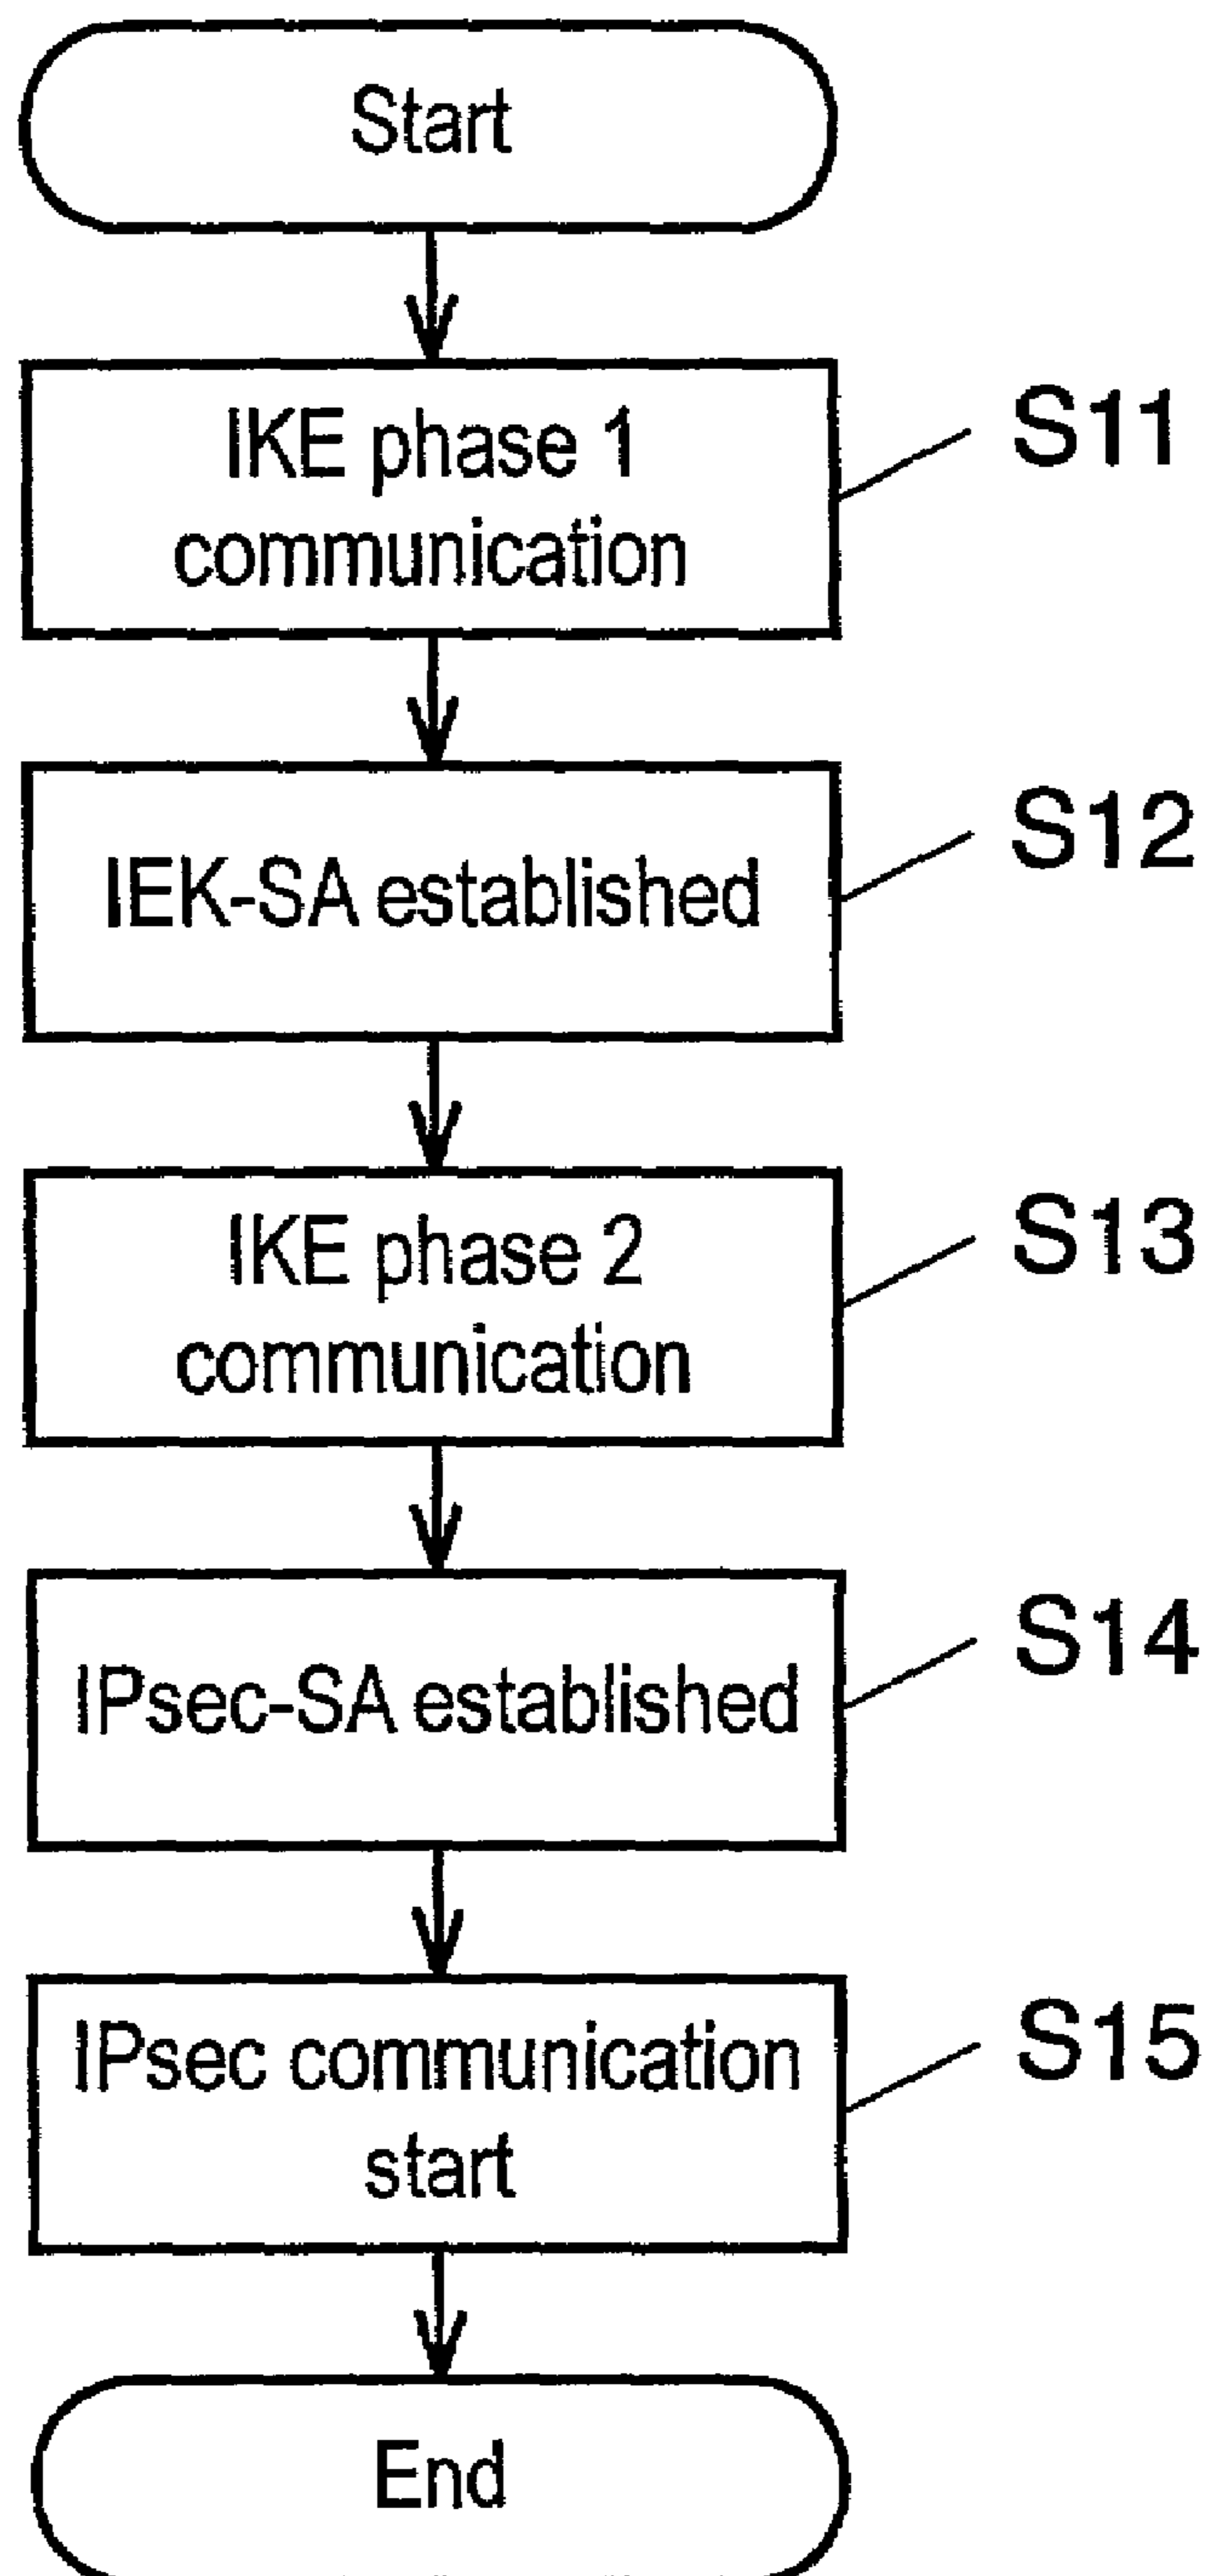 Start
IKE phase 1
communication
S11
IEK-SA established
S12
IKE phase 2
communication
S13
IPsec-SA established
S14
IPsec communication
start
S15
End